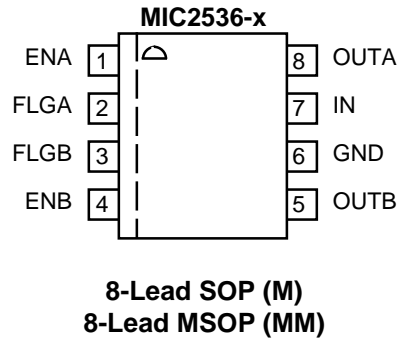 MIC2536-x
ENA 1 8 OUTA
FLGA 2 7 IN
FLGB 3 6 GND
ENB 4 5 OUTB
8-Lead SOP (M)
8-Lead MSOP (MM)